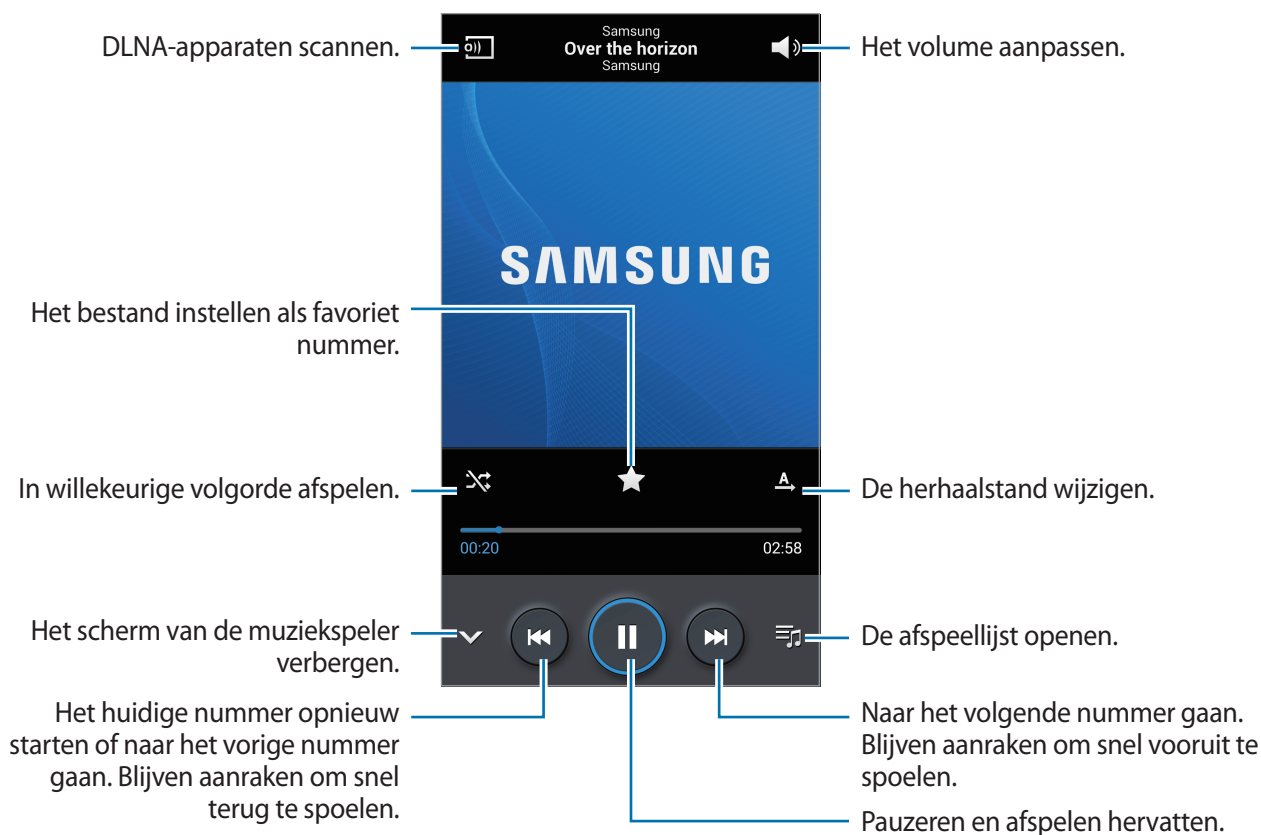 DLNA-apparaten scannen.
Samsung
Over the horizon
Samsung
Het volume aanpassen.
SAMSUNG
Het bestand instellen als favoriet
nummer.
In willekeurige volgorde afspelen.
A
De herhaalstand wijzigen.
00:20
02:58
Het scherm van de muziekspeler
verbergen.
De afspeellijst openen.
Het huidige nummer opnieuw
starten of naar het vorige nummer
gaan. Blijven aanraken om snel
terug te spoelen.
Naar het volgende nummer gaan.
Blijven aanraken om snel vooruit te
spoelen.
Pauzeren en afspelen hervatten.